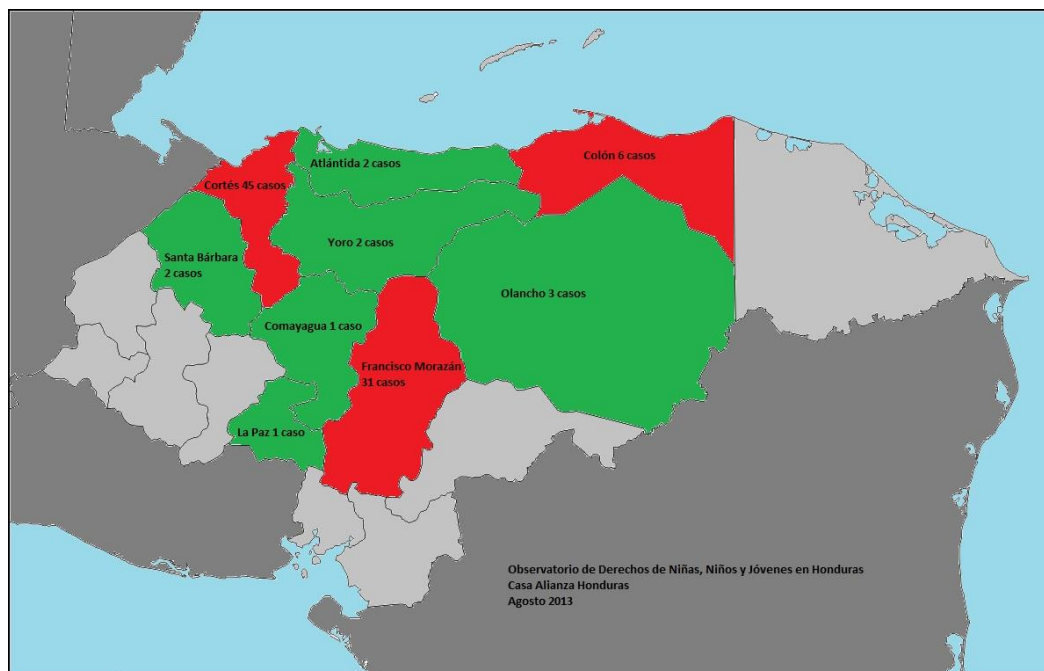 Atlántida 2 casos
Colón 6 casos
Cortés 45 casos
Yoro 2 casos
Santa Bárbara
2 casos
Olancho 3 casos
Comayagua 1 caso
Francisco Morazán
31 casos
La Paz 1 caso
Observatorio de Derechos de Niñas, Niños y Jóvenes en Honduras
Casa Alianza Honduras
Agosto 2013